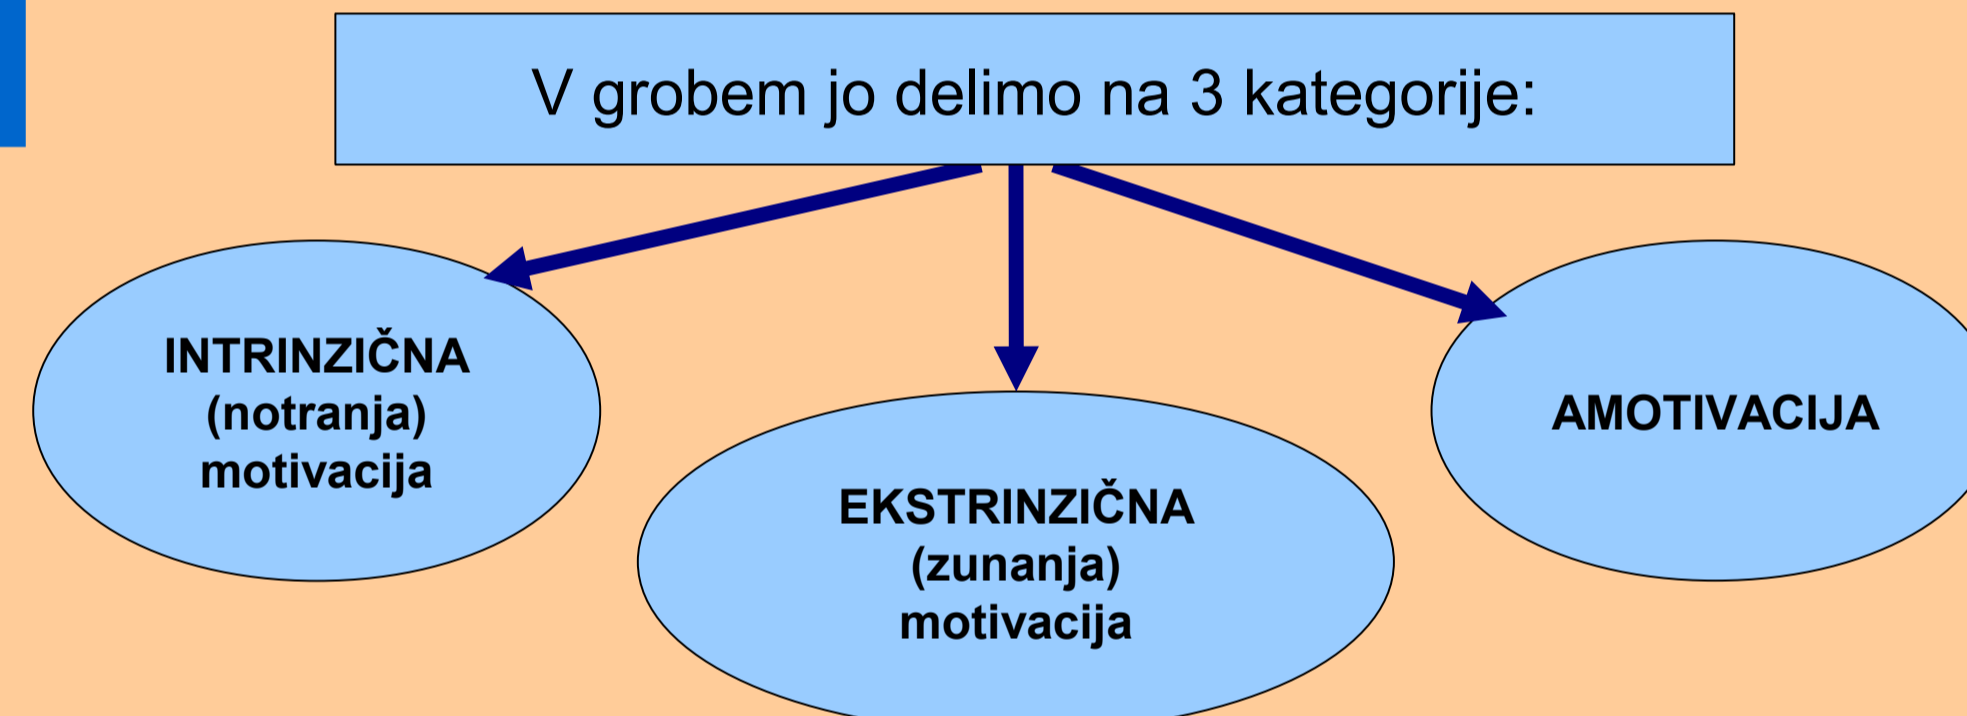 V grobem jo delimo na 3 kategorije:
INTRINZIČNA
(notranja)
motivacija
EKSTRINZIČNA
(zunanja)
motivacija
AMOTIVACIJA